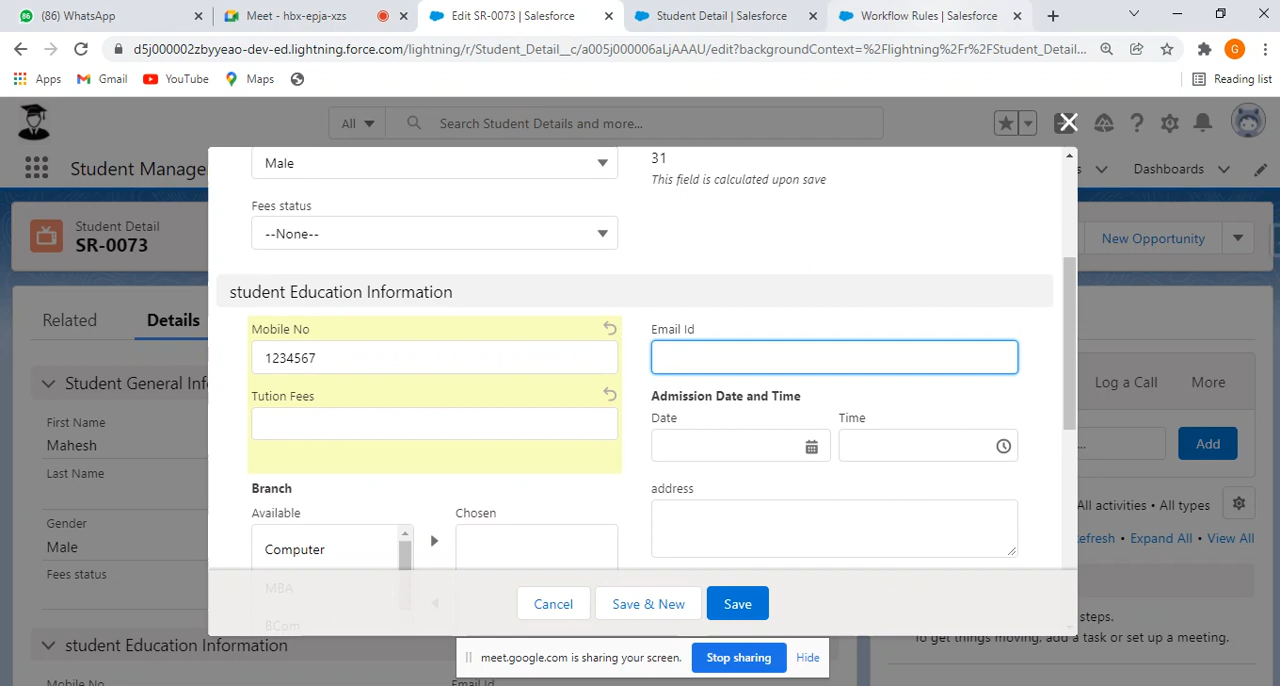 (86) WhatsApp
Meet - hbx-epja-xzs
Edit SR-0073 | Salesforce
Student Detail | Salesforce
Workflow Rules | Salesforce
d5j000002zbyyeao-dev-ed.lightning.force.com/lightning/r/Student_Detail__c/a005j000006aLjAAAU/edit?backgroundContext=%2Flightning%2Fr%2FStudent_Detail...
G
Apps
Gmail
YouTube
Maps
Reading list
All
Search Student Details and more...
Student Manage
Dashboards
Student Detail
SR-0073
New Opportunity
Male
31
This field is calculated upon save
Fees status
--None--
student Education Information
Mobile No
1234567
Email Id
Tution Fees
Admission Date and Time
Date
Time
Branch
Available
Chosen
Computer
MBA
BCom
address
Cancel
Save & New
Save
Related
Details
Student General Inf
First Name
Mahesh
Last Name
Gender
Male
Fees status
student Education Information
Mobile No
Email Id
Log a Call
More
Add
All activities • All types
efresh • Expand All • View All
steps.
To get things moving, add a task or set up a meeting.
meet.google.com is sharing your screen.
Stop sharing
Hide